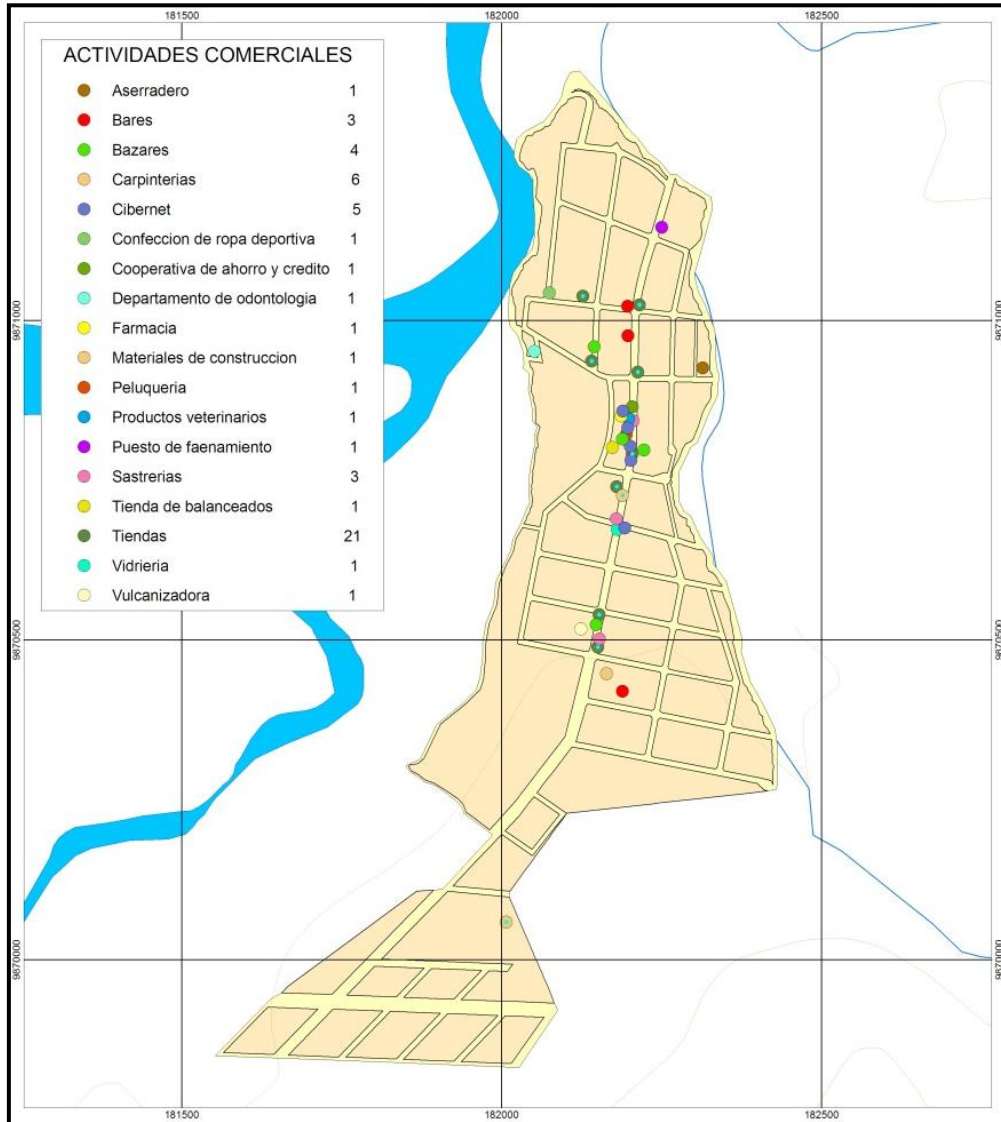 181500 182000 182500
ACTIVIDADES COMERCIALES
Aserradero 1
Bares 3
Bazares 4
Carpinterias 6
Cibernet 5
Confeccion de ropa deportiva 1
Cooperativa de ahorro y credito 1
Departamento de odontologia 1
Farmacia 1
Materiales de construccion 1
Peluqueria 1
Productos veterinarios 1
Puesto de faenamiento 1
Sastrerias 3
Tienda de balanceados 1
Tiendas 21
Vidrieria 1
Vulcanizadora 1
9871000 9871000
9870500 9870500
9870000 9870000
181500 182000 182500